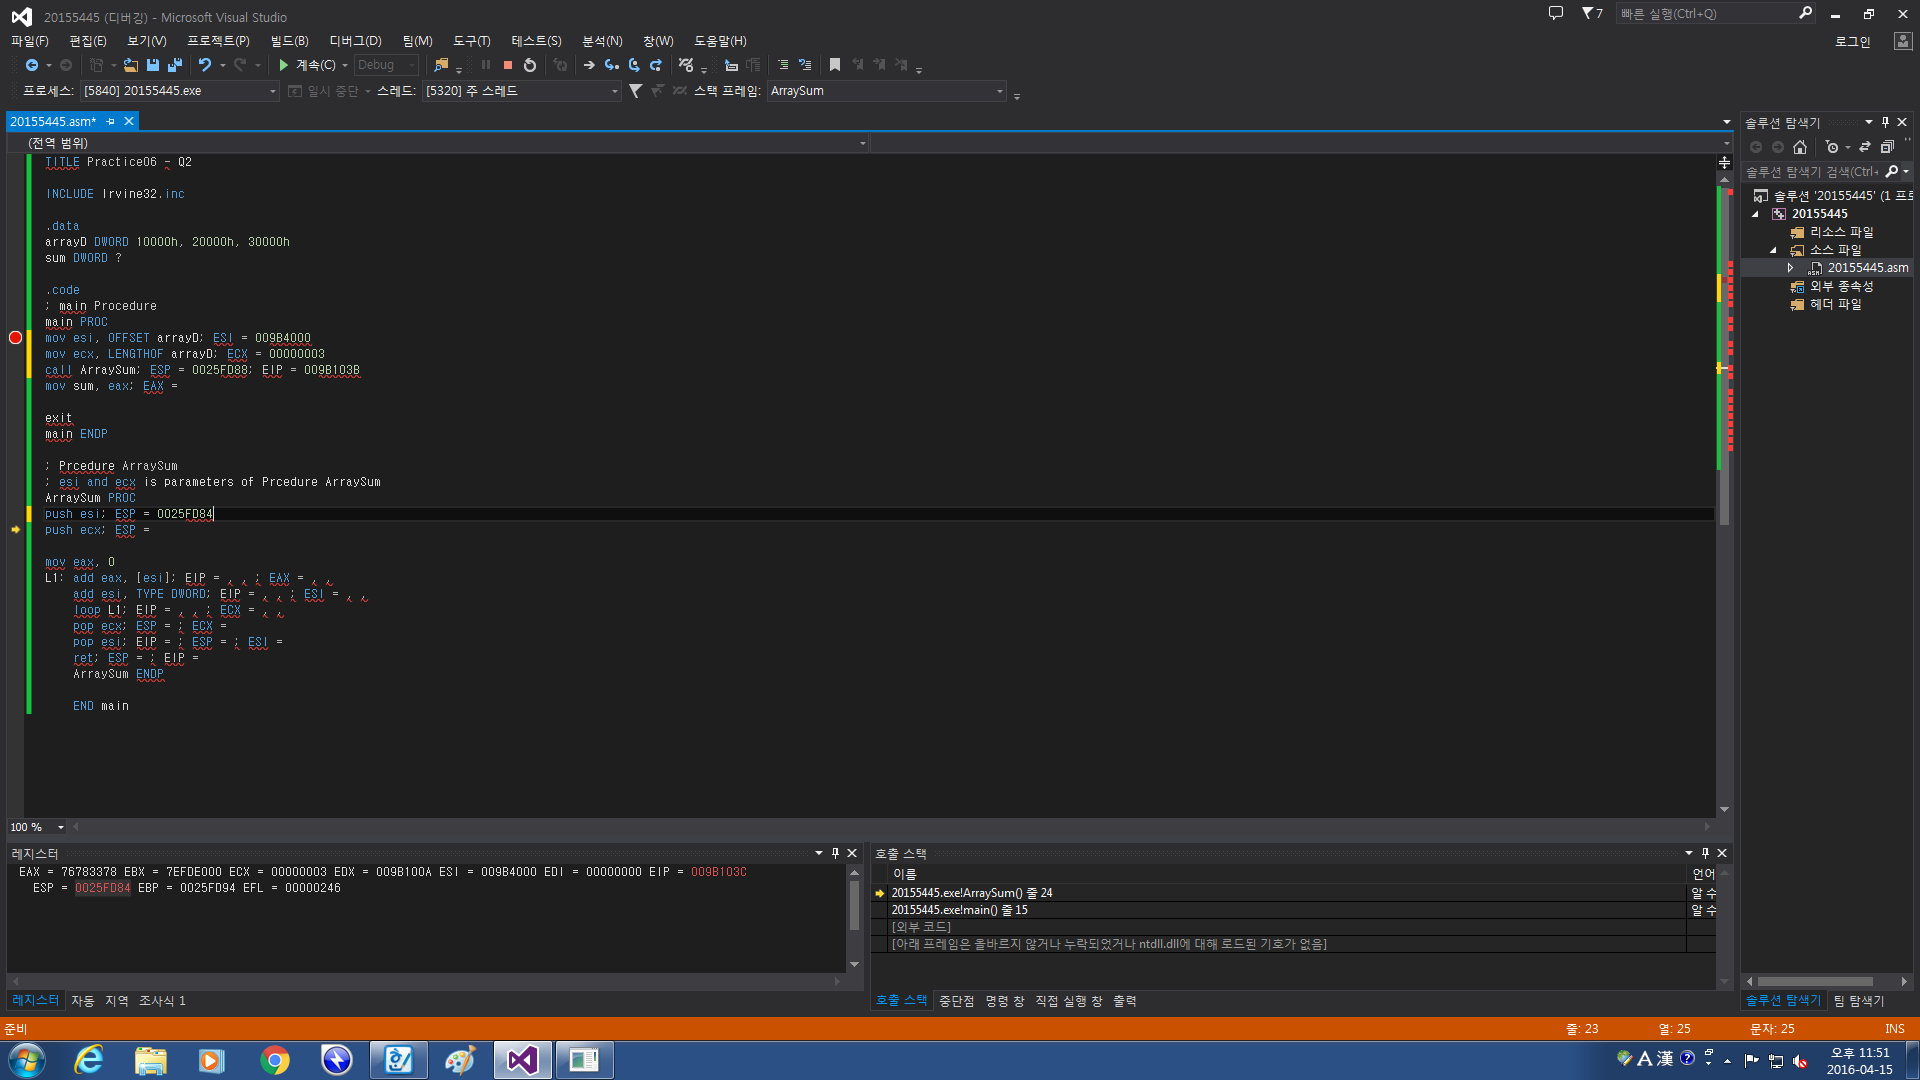 20155445 (디버깅) - Microsoft Visual Studio
7
빠른 실행(Ctrl+Q)
파일(F) 편집(E) 보기(V) 프로젝트(P) 빌드(B) 디버그(D) 팀(M) 도구(T) 테스트(S) 분석(N) 창(W) 도움말(H)
로그인
계속(C) Debug
프로세스: [5840] 20155445.exe 일시 중단 스레드: [5320] 주 스레드 스택 프레임: ArraySum
20155445.asm*
(전역 범위)
TITLE Practice06 - Q2
INCLUDE Irvine32.inc
.data
arrayD DWORD 10000h, 20000h, 30000h
sum DWORD ?
.code
; main Procedure
main PROC
mov esi, OFFSET arrayD; ESI = 009B4000
mov ecx, LENGTHOF arrayD; ECX = 00000003
call ArraySum; ESP = 0025FD88; EIP = 009B103B
mov sum, eax; EAX =
exit
main ENDP
; Prcedure ArraySum
; esi and ecx is parameters of Prcedure ArraySum
ArraySum PROC
push esi; ESP = 0025FD84
push ecx; ESP =
mov eax, 0
L1: add eax, [esi]; EIP = , , ; EAX = , ,
add esi, TYPE DWORD; EIP = , , ; ESI = , ,
loop L1; EIP = , , ; ECX = , ,
pop ecx; ESP = ; ECX =
pop esi; EIP = ; ESP = ; ESI =
ret; ESP = ; EIP =
ArraySum ENDP
END main
100 %
솔루션 탐색기
솔루션 탐색기 검색(Ctrl+
솔루션 '20155445' (1 프로
20155445
리소스 파일
소스 파일
20155445.asm
외부 종속성
헤더 파일
솔루션 탐색기 팀 탐색기
레지스터
EAX = 76783378 EBX = 7EFDE000 ECX = 00000003 EDX = 009B100A ESI = 009B4000 EDI = 00000000 EIP = 009B103C
ESP = 0025FD84 EBP = 0025FD94 EFL = 00000246
레지스터 자동 지역 조사식 1
호출 스택
이름 언어
20155445.exe!ArraySum() 줄 24 알 수
20155445.exe!main() 줄 15 알 수
[외부 코드]
[아래 프레임은 올바르지 않거나 누락되었거나 ntdll.dll에 대해 로드된 기호가 없음]
호출 스택 중단점 명령 창 직접 실행 창 출력
준비 줄: 23 열: 25 문자: 25 INS
A 漢
오후 11:51
2016-04-15